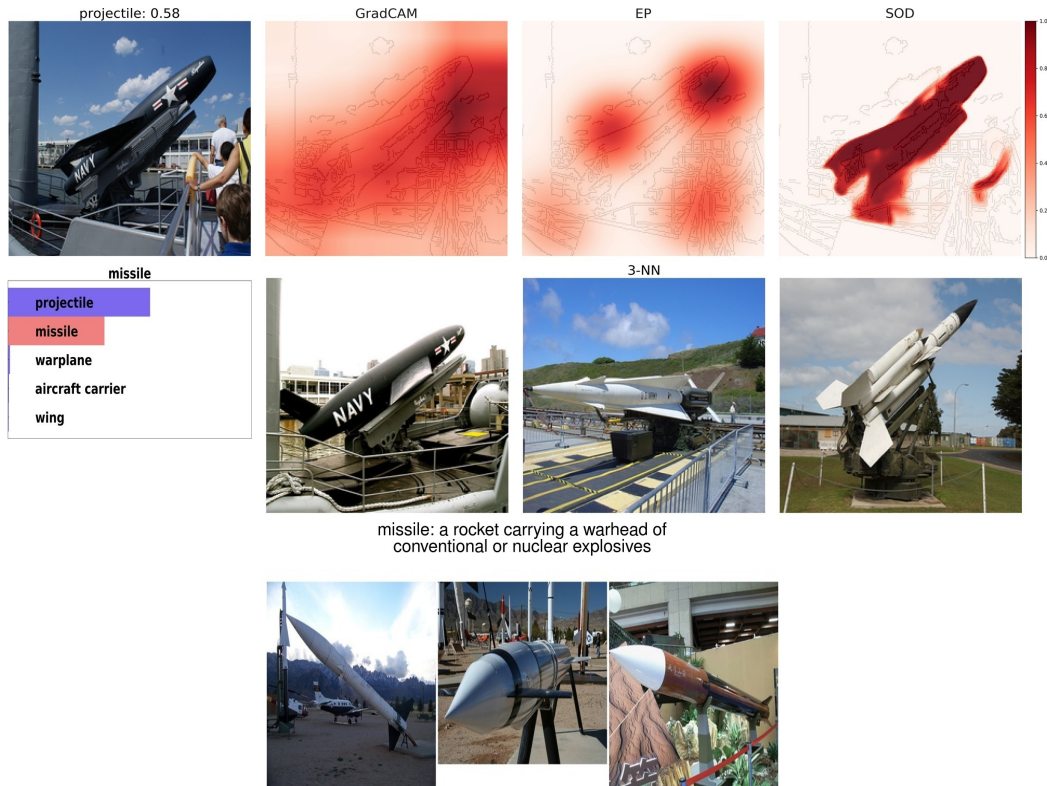 projectile: 0.58
GradCAM
EP
SOD
NAVY
1.0
0.8
0.6
0.4
0.2
0.0
missile
projectile
missile
warplane
aircraft carrier
wing
3-NN
NAVY
missile: a rocket carrying a warhead of
conventional or nuclear explosives